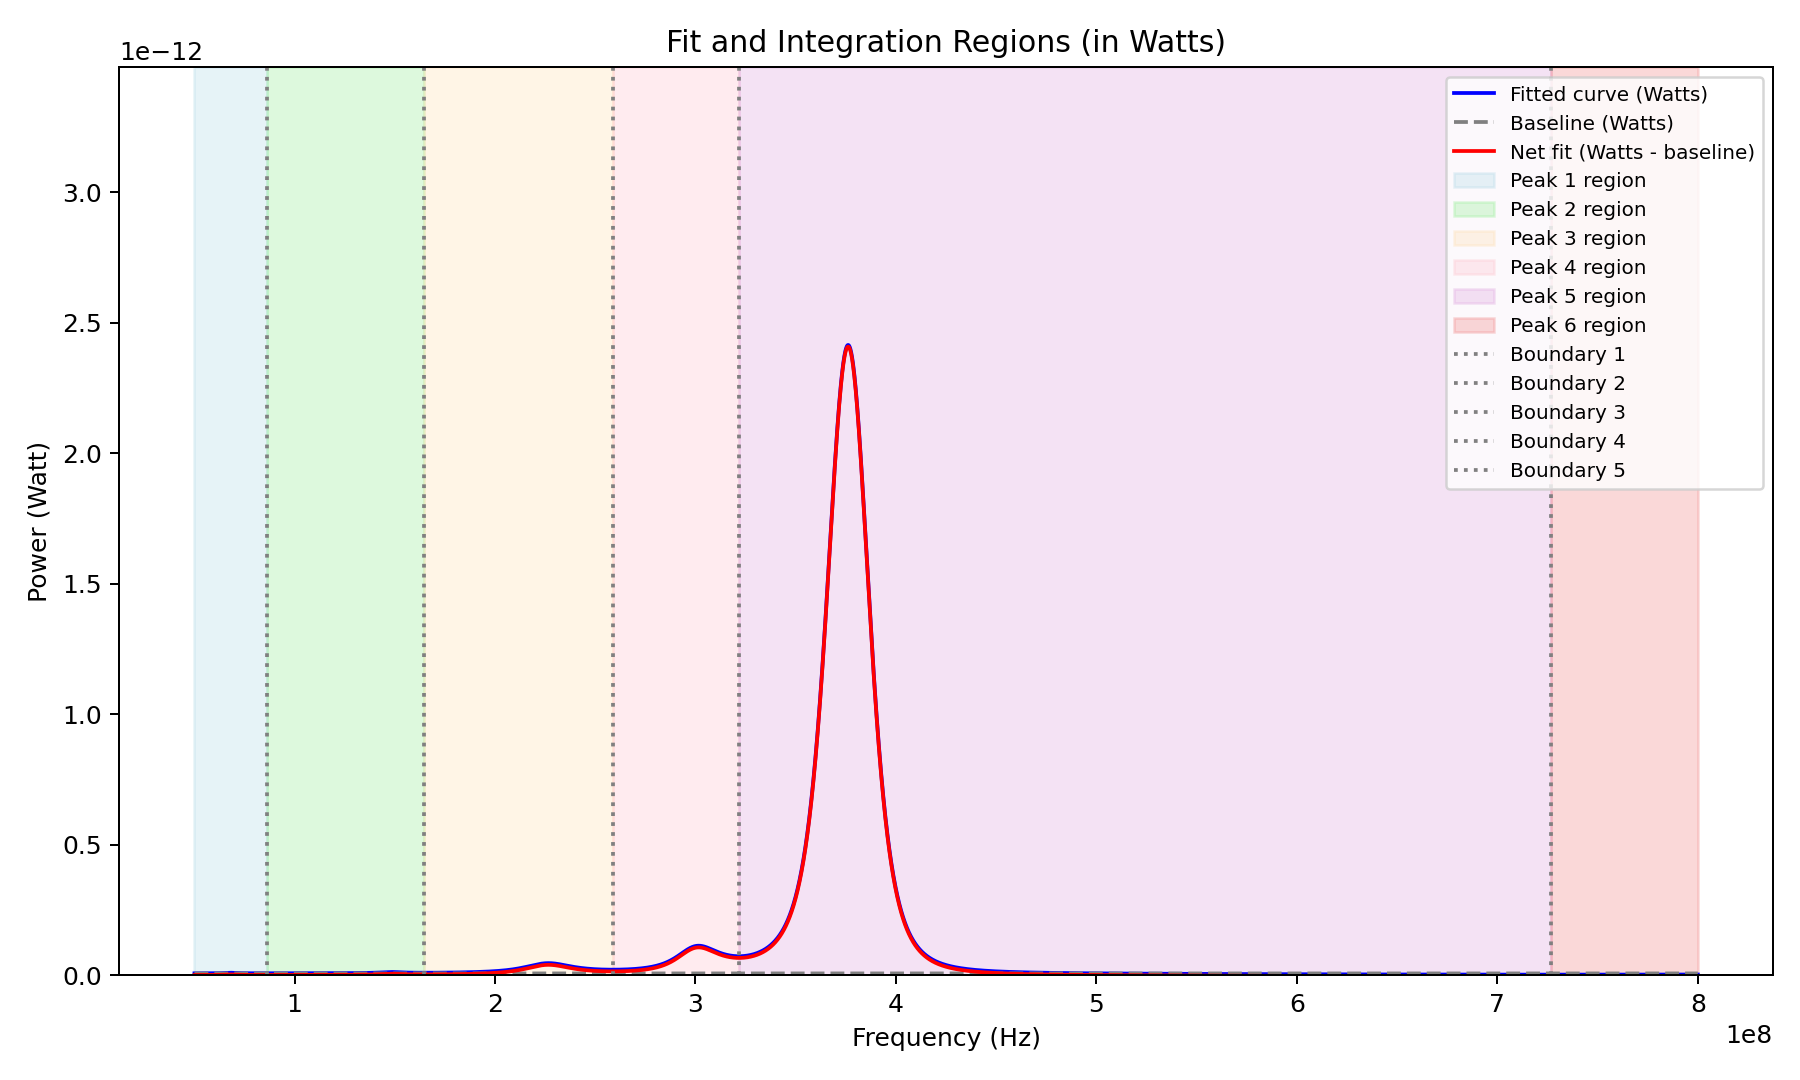 Fit and Integration Regions (in Watts)
1e−12
Fitted curve (Watts)
Baseline (Watts)
Net fit (Watts - baseline)
Peak 1 region
Peak 2 region
Peak 3 region
Peak 4 region
Peak 5 region
Peak 6 region
Boundary 1
Boundary 2
Boundary 3
Boundary 4
Boundary 5
3.0
2.5
2.0
1.5
1.0
0.5
0.0
Power (Watt)
1 2 3 4 5 6 7 8
Frequency (Hz)
1e8